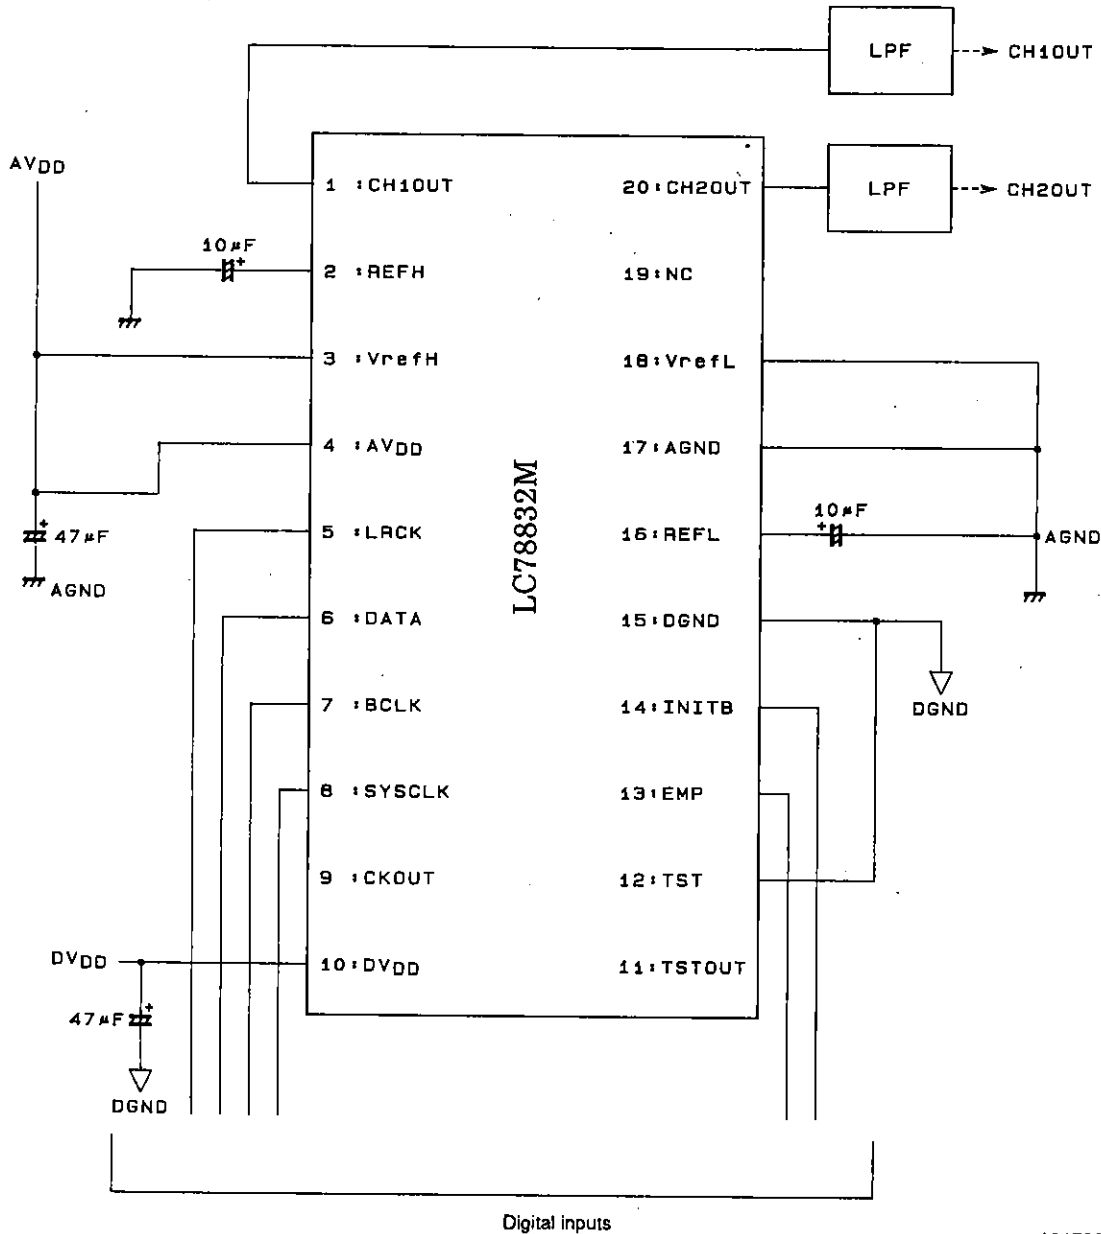 LPF
CH1OUT
AVDD
1 :CH1OUT
20:CH2OUT
LPF
CH2OUT
10µF
+
2 :REFH
19:NC
3 :VrefH
18:VrefL
4 :AVDD
17:AGND
LC78832M
+
47µF
AGND
5 :LRCK
10µF
+
16:REFL
AGND
6 :DATA
15:DGND
DGND
7 :BCLK
14:INITB
8 :SYSCLK
13:EMP
9 :CKOUT
12:TST
DVDD
10:DVDD
11:TSTOUT
47µF
+
DGND
Digital inputs